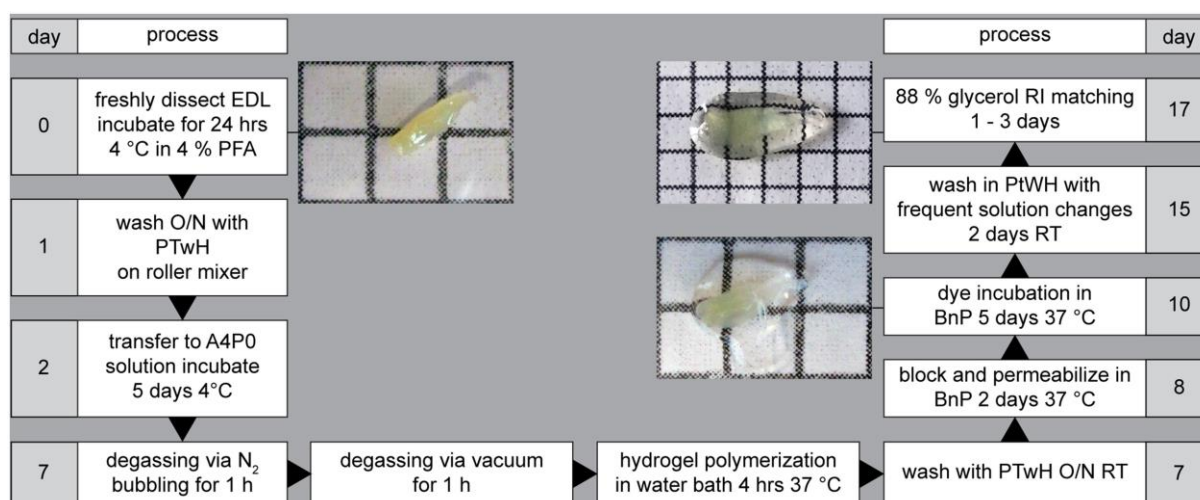 day
process
0
freshly dissect EDL
incubate for 24 hrs
4 °C in 4 % PFA
1
wash O/N with
PTwH
on roller mixer
2
transfer to A4P0
solution incubate
5 days 4°C
7
degassing via N₂
bubbling for 1 h
degassing via vacuum
for 1 h
hydrogel polymerization
in water bath 4 hrs 37 °C
wash with PTwH O/N RT
7
block and permeabilize in
BnP 2 days 37 °C
8
dye incubation in
BnP 5 days 37 °C
10
wash in PtWH with
frequent solution changes
2 days RT
15
88 % glycerol RI matching
1 - 3 days
17
process
day